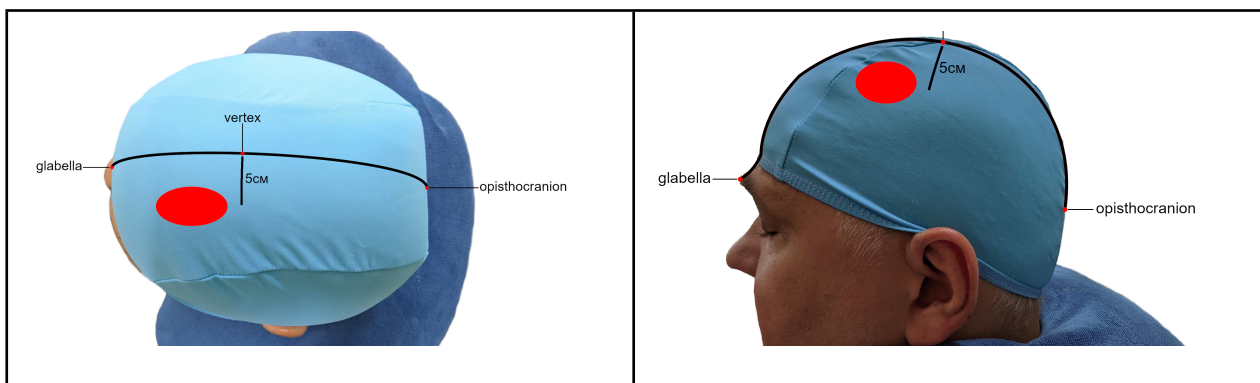 vertex
glabella
5см
opisthocranion
5см
glabella
opisthocranion